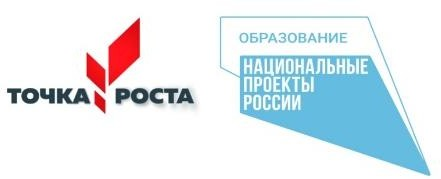 ТОЧКА РОСТА
ОБРАЗОВАНИЕ
НАЦИОНАЛЬНЫЕ
ПРОЕКТЫ
РОССИИ